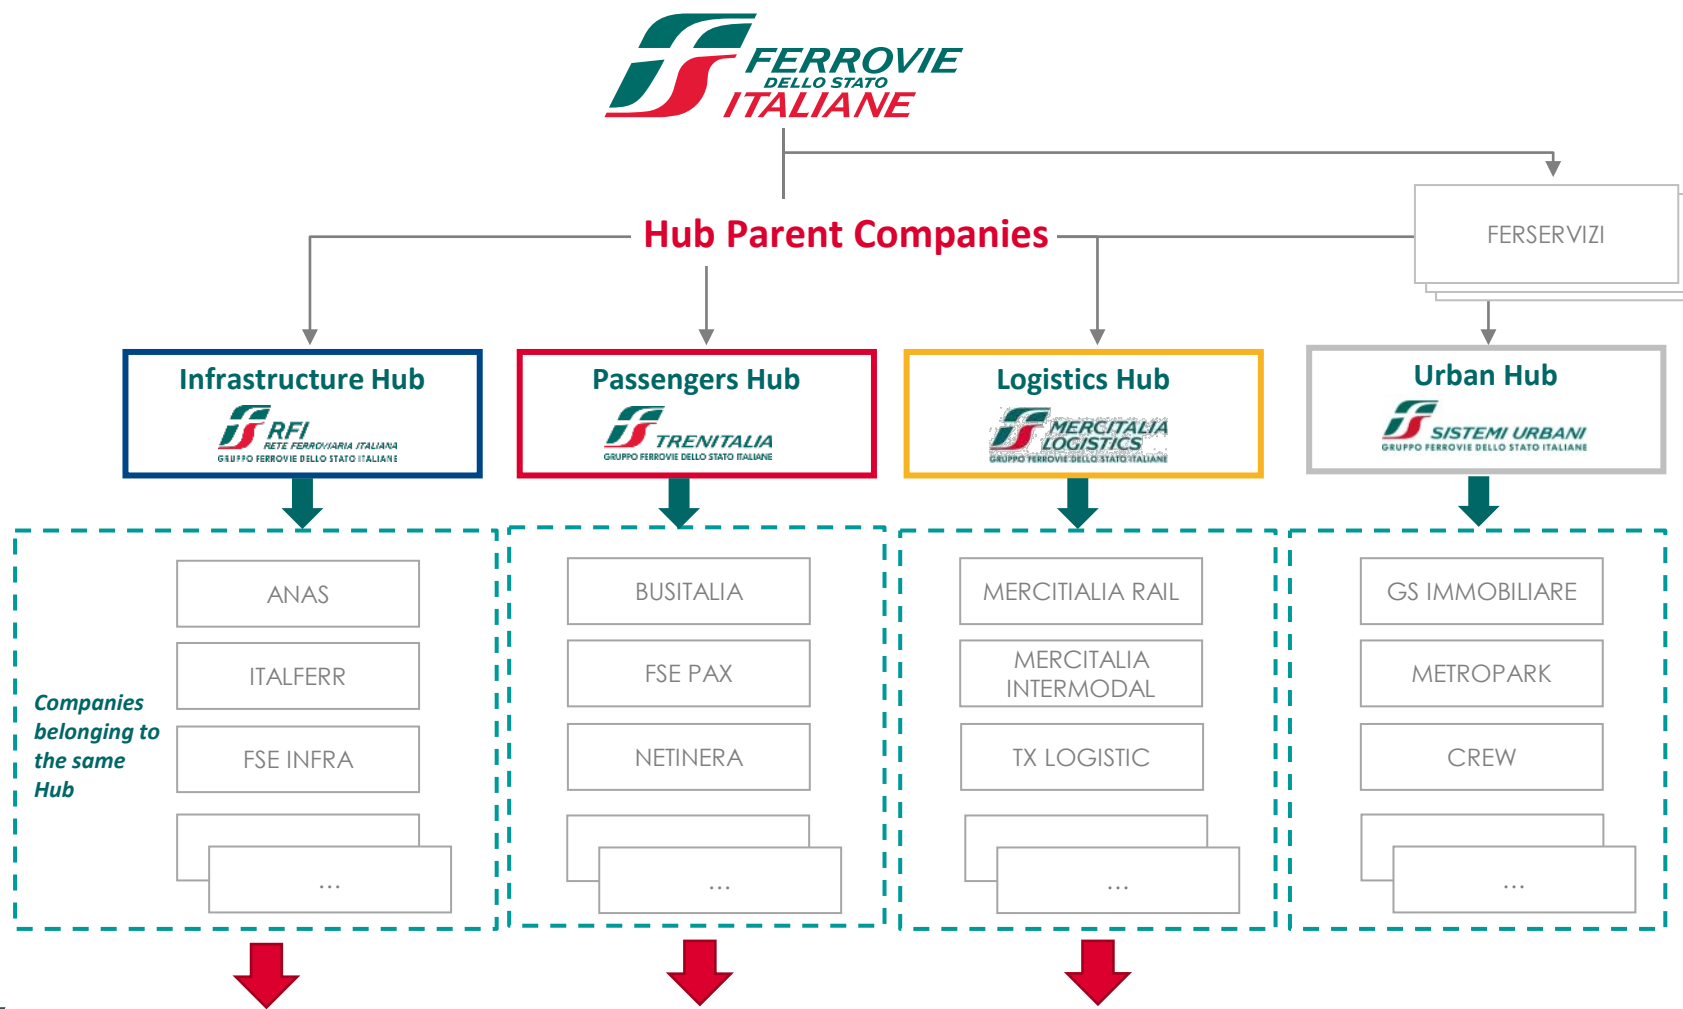 FERROVIE
DELLO STATO
ITALIANE
Hub Parent Companies
FERSERVIZI
Infrastructure Hub
RFI
RETE FERROVIARIA ITALIANA
GRUPPO FERROVIE DELLO STATO ITALIANE
Passengers Hub
TRENITALIA
GRUPPO FERROVIE DELLO STATO ITALIANE
Logistics Hub
MERCITALIA
LOGISTICS
GRUPPO FERROVIE DELLO STATO ITALIANE
Urban Hub
SISTEMI URBANI
GRUPPO FERROVIE DELLO STATO ITALIANE
Companies
belonging to
the same
Hub
ANAS
ITALFERR
FSE INFRA
...
BUSITALIA
FSE PAX
NETINERA
...
MERCITIALIA RAIL
MERCITALIA
INTERMODAL
TX LOGISTIC
...
GS IMMOBILIARE
METROPARK
CREW
...